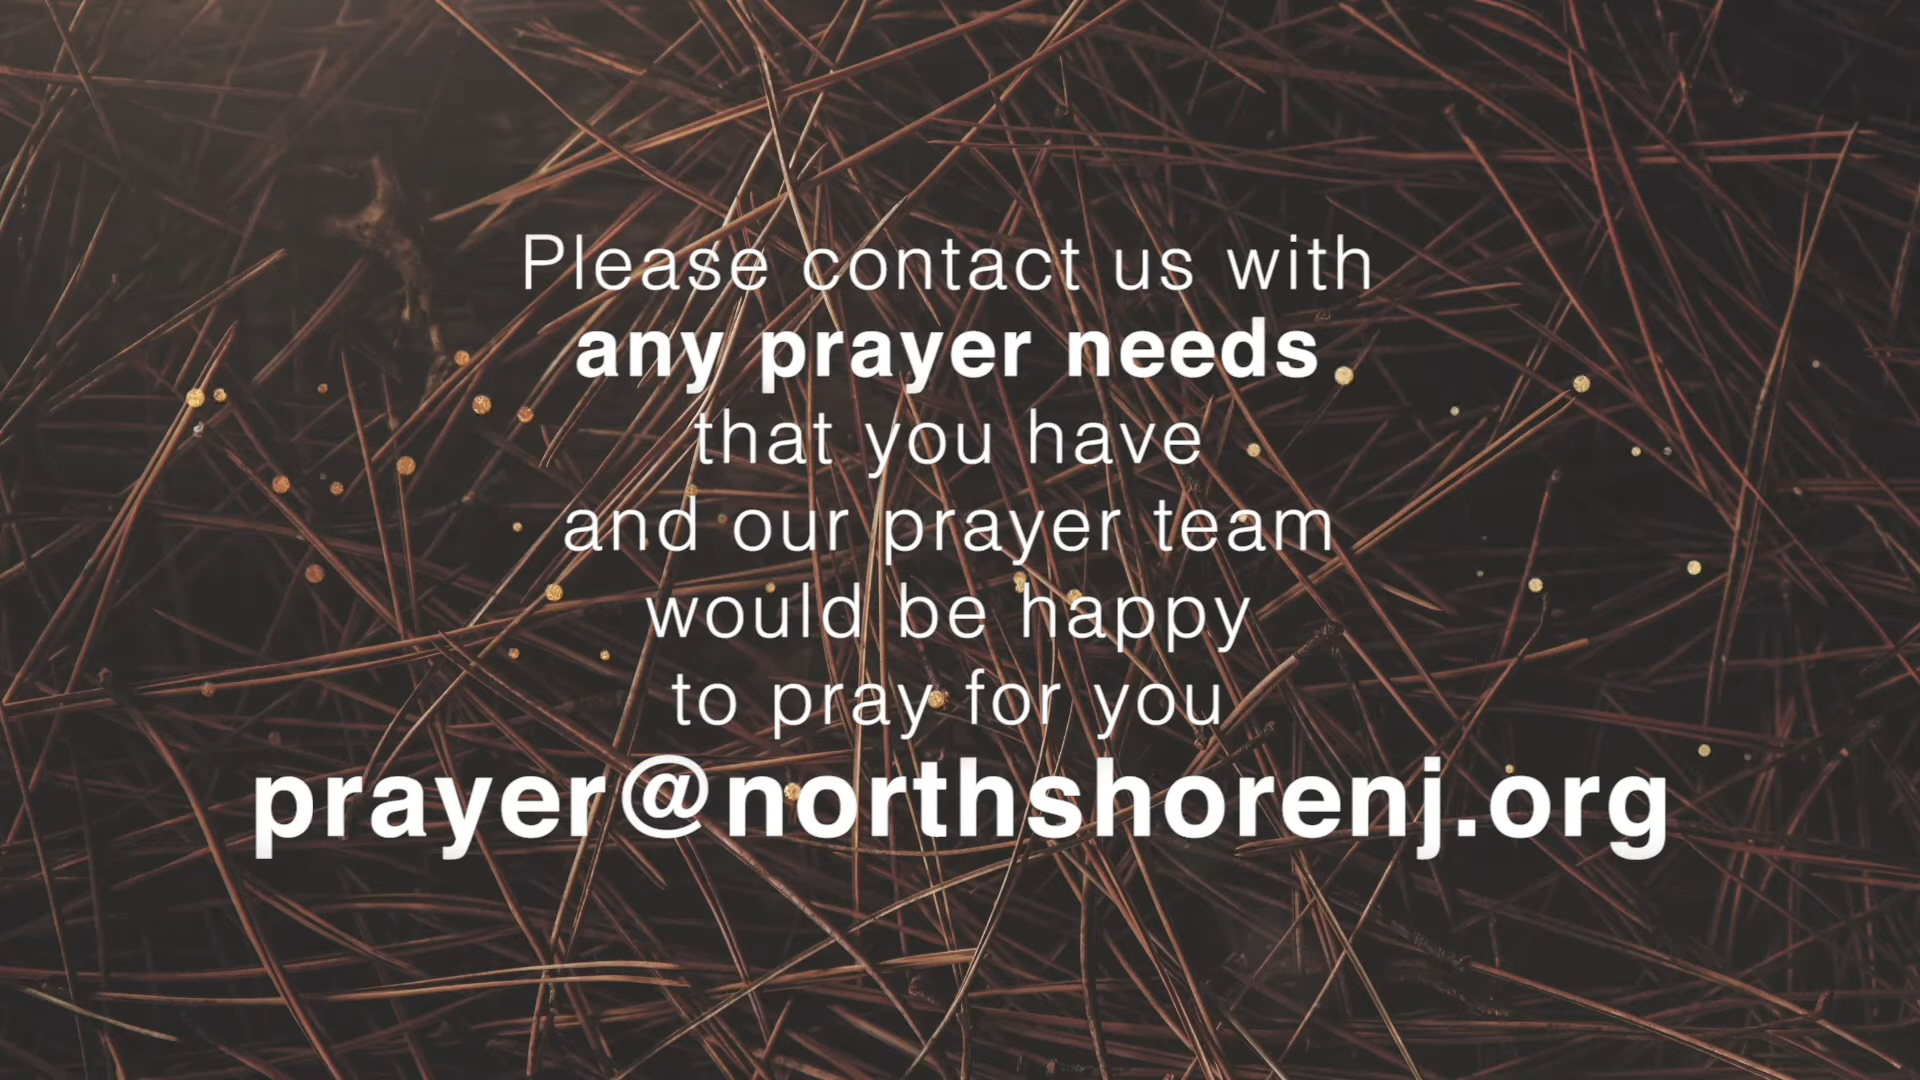 Please contact us with
any prayer needs
that you have
and our prayer team
would be happy
to pray for you
prayer@northshorenj.org